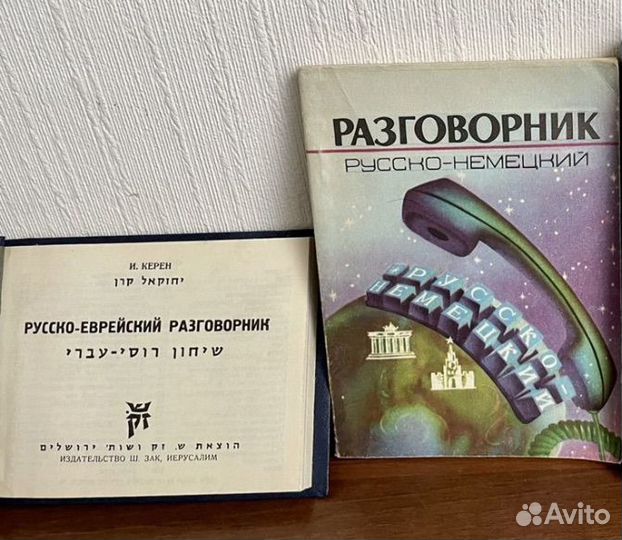 И. КЕРЕН
יחזקאל קרן
РУССКО-ЕВРЕЙСКИЙ РАЗГОВОРНИК
שיחון רוסי-עברי
ש. זק
הוצאת ש. זק ושות׳ ירושלים
ИЗДАТЕЛЬСТВО Ш. ЗАК, ИЕРУСАЛИМ
РАЗГОВОРНИК
РУССКО-НЕМЕЦКИЙ
РУССКО-
НЕМЕЦКИЙ
Avito